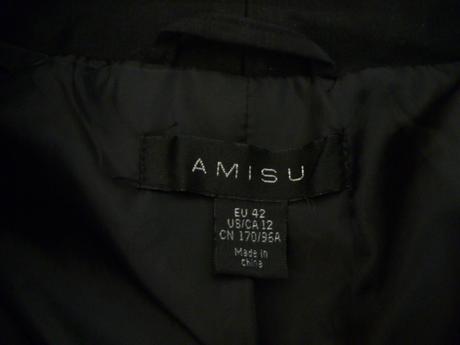 AMISU
EU 42
US/CA 12
CN 170/96A
Made in
China